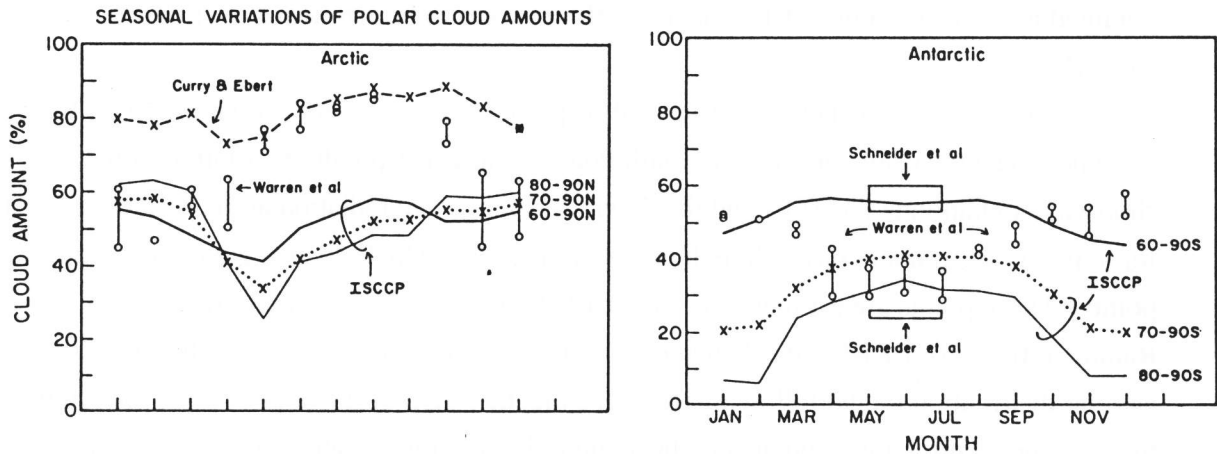 SEASONAL VARIATIONS OF POLAR CLOUD AMOUNTS
CLOUD AMOUNT (%)
100
80
60
40
20
0
Arctic
Curry & Ebert
Warren et al
80-90N
70-90N
60-90N
ISCCP
100
80
60
40
20
0
Antarctic
Schneider et al
Warren et al
60-90S
ISCCP
70-90S
Schneider et al
80-90S
JAN MAR MAY JUL SEP NOV
MONTH